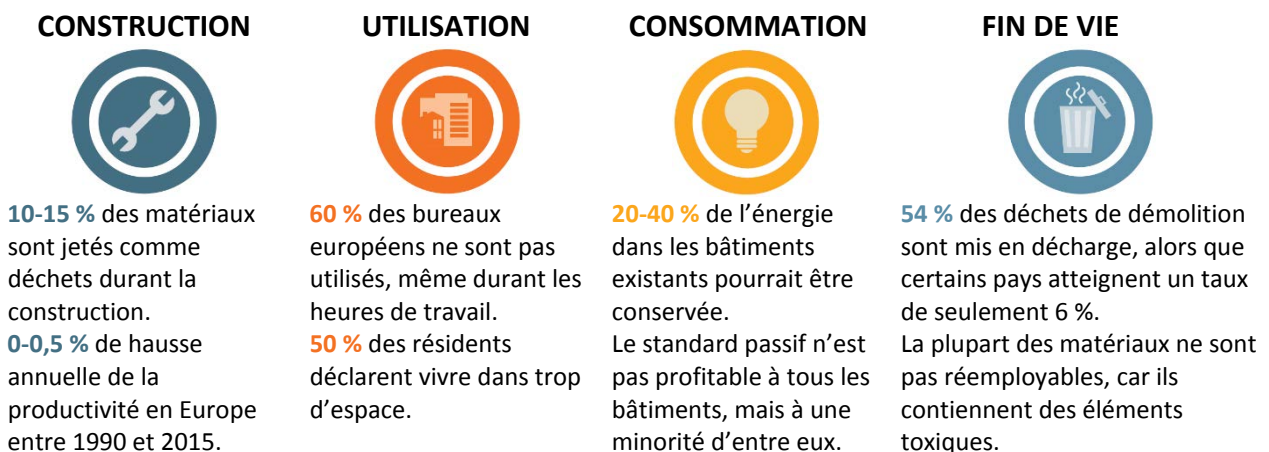 CONSTRUCTION
10-15 % des matériaux
sont jetés comme
déchets durant la
construction.
0-0,5 % de hausse
annuelle de la
productivité en Europe
entre 1990 et 2015.
UTILISATION
60 % des bureaux
européens ne sont pas
utilisés, même durant les
heures de travail.
50 % des résidents
déclarent vivre dans trop
d’espace.
CONSOMMATION
20-40 % de l’énergie
dans les bâtiments
existants pourrait être
conservée.
Le standard passif n’est
pas profitable à tous les
bâtiments, mais à une
minorité d’entre eux.
FIN DE VIE
54 % des déchets de démolition
sont mis en décharge, alors que
certains pays atteignent un taux
de seulement 6 %.
La plupart des matériaux ne sont
pas réemployables, car ils
contiennent des éléments
toxiques.